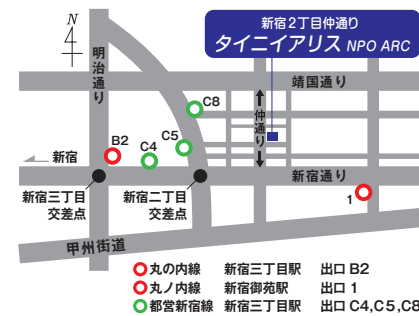 N
明治通り
新宿2丁目仲通り
タイニイアリス NPO ARC
靖国通り
仲通り
C8
C5
C4
B2
新宿
新宿三丁目
交差点
新宿二丁目
交差点
新宿通り
1
甲州街道
丸の内線 新宿三丁目駅 出口 B2
丸ノ内線 新宿御苑駅 出口 1
都営新宿線 新宿三丁目駅 出口 C4,C5,C8